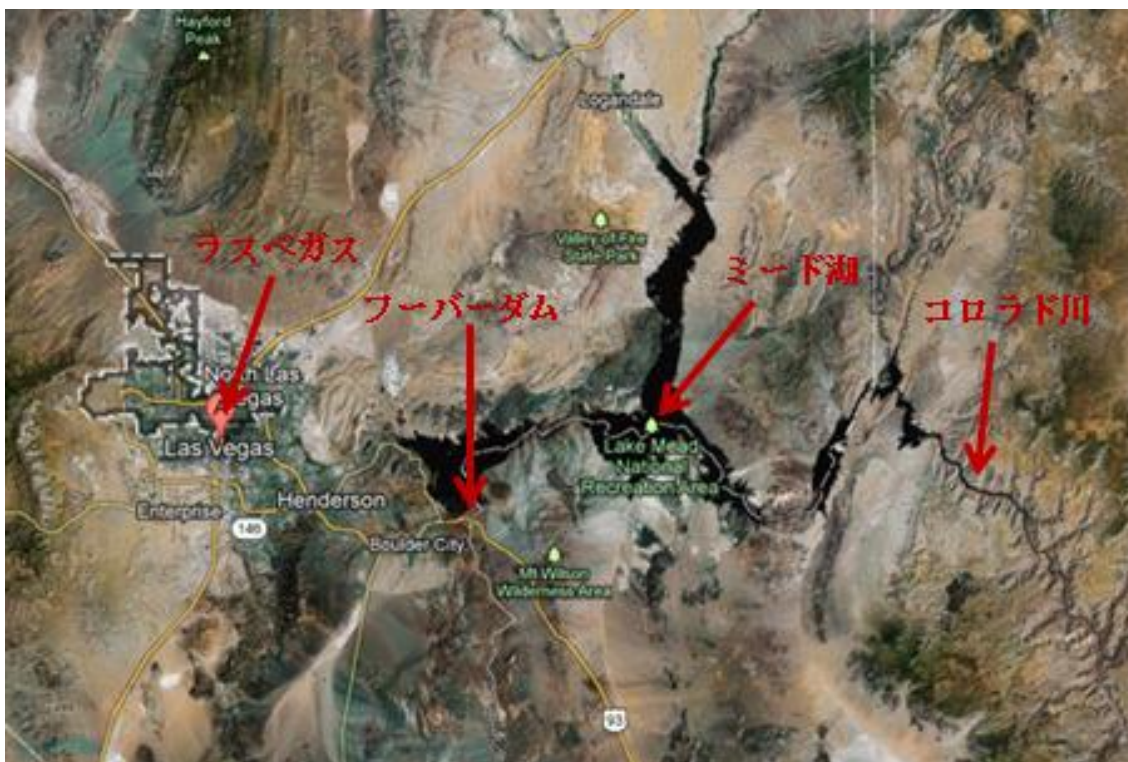 Hayford
Peak
Logandale
Valley of Fire
State Park
ラスベガス
フーバーダム
ミード湖
コロラド川
North Las
Vegas
Las Vegas
Lake Mead
National
Recreation Area
Henderson
Enterprise
146
Boulder City
Mt Wilson
Wilderness Area
93